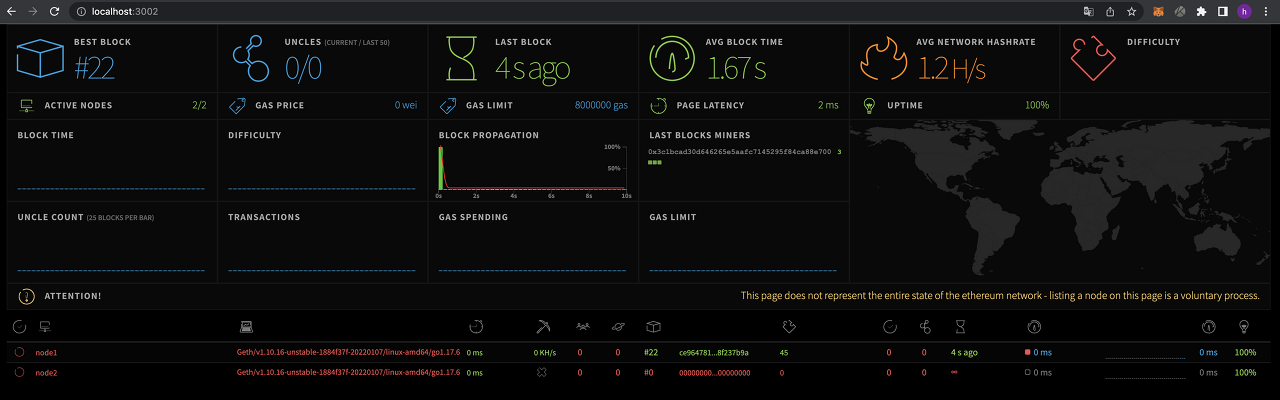 localhost:3002
h
BEST BLOCK
#22
UNCLES (CURRENT / LAST 50)
0/0
LAST BLOCK
4 s ago
AVG BLOCK TIME
1.67 s
AVG NETWORK HASHRATE
1.2 H/s
DIFFICULTY
ACTIVE NODES 2/2
GAS PRICE 0 wei
GAS LIMIT 8000000 gas
PAGE LATENCY 2 ms
UPTIME 100%
BLOCK TIME
DIFFICULTY
BLOCK PROPAGATION
100%
50%
0s 2s 4s 6s 8s 10s
LAST BLOCKS MINERS
0x3c1bcad30d646265e5aafc7145295f84ca88e700 3
UNCLE COUNT (25 BLOCKS PER BAR)
TRANSACTIONS
GAS SPENDING
GAS LIMIT
ATTENTION!
This page does not represent the entire state of the ethereum network - listing a node on this page is a voluntary process.
node1 Geth/v1.10.16-unstable-1884f37f-20220107/linux-amd64/go1.17.6 0 ms 0 KH/s 0 0 #22 ce964781...8f237b9a 45 0 0 4 s ago 0 ms 0 ms 100%
node2 Geth/v1.10.16-unstable-1884f37f-20220107/linux-amd64/go1.17.6 0 ms 0 0 #0 00000000...00000000 0 0 0 ∞ 0 ms 0 ms 100%